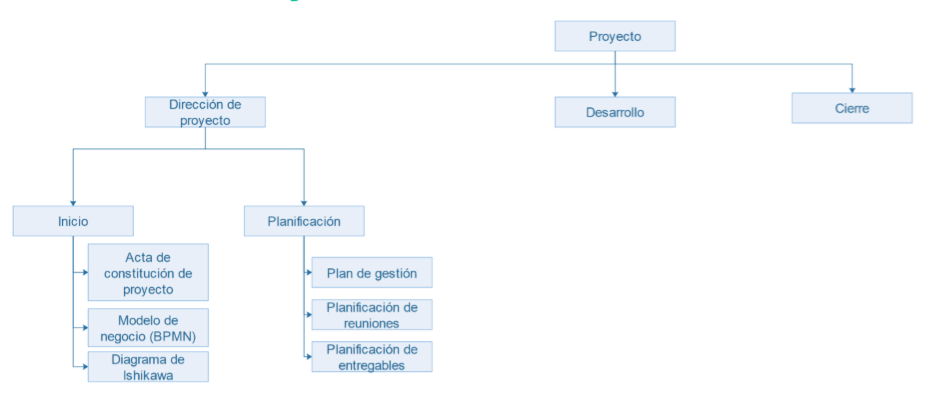 Proyecto
Dirección de
proyecto
Desarrollo
Cierre
Inicio
Planificación
Acta de
constitución de
proyecto
Modelo de
negocio (BPMN)
Diagrama de
Ishikawa
Plan de gestión
Planificación de
reuniones
Planificación de
entregables